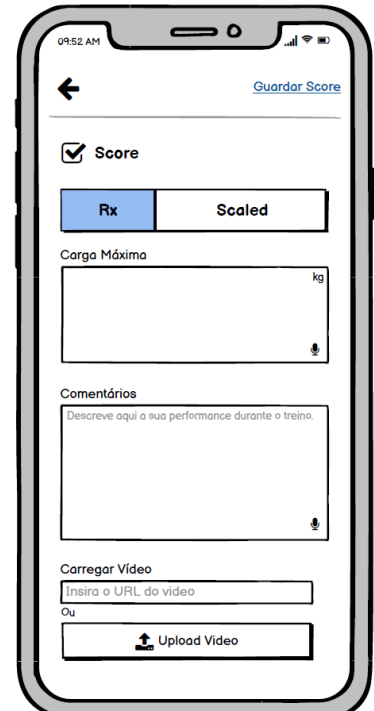 09:52 AM
Guardar Score
Score
Rx Scaled
Carga Máxima
kg
Comentários
Descreve aqui a sua performance durante o treino.
Carregar Vídeo
Insira o URL do video
Ou
Upload Video